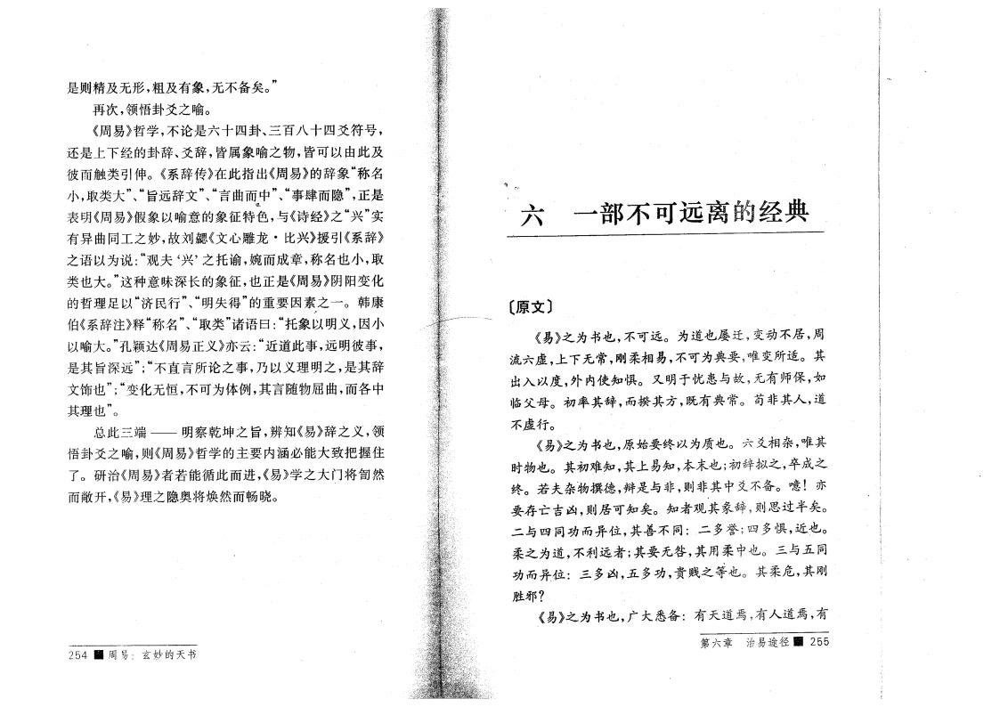 是则精及无形，粗及有象，无不备矣。”
再次，领悟卦爻之喻。
《周易》哲学，不论是六十四卦、三百八十四爻符号，
还是上下经的卦辞、爻辞，皆属象喻之物，皆可以由此及
彼而触类引伸。《系辞传》在此指出《周易》的辞象“称名
小，取类大”、“旨远辞文”、“言曲而中”、“事肆而隐”，正是
表明《周易》假象以喻意的象征特色，与《诗经》之“兴”实
有异曲同工之妙，故刘勰《文心雕龙·比兴》援引《系辞》
之语以为说：“观夫‘兴’之托谕，婉而成章，称名也小，取
类也大。”这种意味深长的象征，也正是《周易》阴阳变化
的哲理足以“济民行”、“明失得”的重要因素之一。韩康
伯《系辞注》释“称名”、“取类”诸语曰：“托象以明义，因小
以喻大。”孔颖达《周易正义》亦云：“近道此事，远明彼事，
是其旨深远”；“不直言所论之事，乃以义理明之，是其辞
文饰也”；“变化无恒，不可为体例，其言随物屈曲，而各中
其理也”。
总此三端——明察乾坤之旨，辨知《易》辞之义，领
悟卦爻之喻，则《周易》哲学的主要内涵必能大致把握住
了。研治《周易》者若能循此而进，《易》学之大门将訇然
而敞开，《易》理之隐奥将焕然而畅晓。
254 ■ 周易：玄妙的天书
六 一部不可远离的经典
〔原文〕
《易》之为书也，不可远。为道也屡迁，变动不居，周
流六虚，上下无常，刚柔相易，不可为典要，唯变所适。其
出入以度，外内使知惧。又明于忧患与故，无有师保，如
临父母。初率其辞，而揆其方，既有典常。苟非其人，道
不虚行。
《易》之为书也，原始要终以为质也。六爻相杂，唯其
时物也。其初难知，其上易知，本末也；初辞拟之，卒成之
终。若夫杂物撰德，辩是与非，则非其中爻不备。噫！亦
要存亡吉凶，则居可知矣。知者观其彖辞，则思过半矣。
二与四同功而异位，其善不同：二多誉；四多惧，近也。
柔之为道，不利远者；其要无咎，其用柔中也。三与五同
功而异位：三多凶，五多功，贵贱之等也。其柔危，其刚
胜邪？
《易》之为书也，广大悉备：有天道焉，有人道焉，有
第六章 治易途径 ■ 255